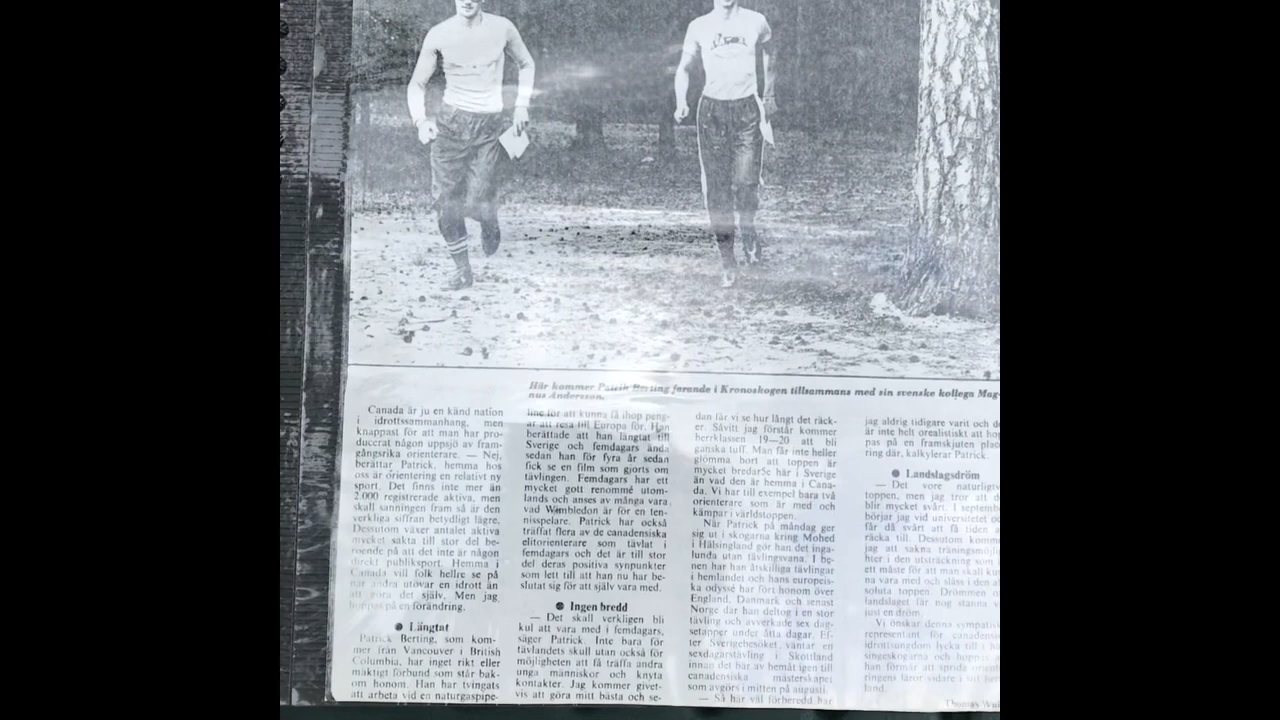 Här kommer Patrik Berting farande i Kronoskogen tillsammans med sin svenske kollega Mag-
nus Andersson.
Canada är ju en känd nation
i idrottssammanhang, men
knappast för att man har pro-
ducerat någon uppsjö av fram-
gångsrika orienterare. — Nej,
berättar Patrick, hemma hos
oss är orientering en relativt ny
sport. Det finns inte mer än
2.000 registrerade aktiva, men
skall sanningen fram så är den
verkliga siffran betydligt lägre.
Dessutom växer antalet aktiva
mycket sakta till stor del be-
roende på att det inte är någon
direkt publiksport. Hemma i
Canada vill folk hellre se på
när andra utövar en idrott än
att göra det själv. Men jag
hoppas på en förändring.
● Längtat
Patrick Berting, som kom-
mer från Vancouver i British
Columbia, har inget rikt eller
mäktigt förbund som står bak-
om honom. Han har tvingats
att arbeta vid en naturgaspipe-
line för att kunna få ihop peng-
ar att resa till Europa för. Han
berättade att han längtat till
Sverige och femdagars ända
sedan han för fyra år sedan
fick se en film som gjorts om
tävlingen. Femdagars har ett
mycket gott renommé utom-
lands och anses av många vara
vad Wimbledon är för en ten-
nisspelare. Patrick har också
träffat flera av de canadensiska
elitorienterare som tävlat i
femdagars och det är till stor
del deras positiva synpunkter
som lett till att han nu har be-
slutat sig för att själv vara med.
● Ingen bredd
— Det skall verkligen bli
kul att vara med i femdagars,
säger Patrick. Inte bara för
tävlandets skull utan också för
möjligheten att få träffa andra
unga människor och knyta
kontakter. Jag kommer givet-
vis att göra mitt bästa och se-
dan får vi se hur långt det räck-
er. Såvitt jag förstår kommer
herrklassen 19—20 att bli
ganska tuff. Man får inte heller
glömma bort att toppen är
mycket bredar5e här i Sverige
än vad den är hemma i Cana-
da. Vi har till exempel bara två
orienterare som är med och
kämpar i världstoppen.
När Patrick på måndag ger
sig ut i skogarna kring Mohed
i Hälsingland gör han det inga-
lunda utan tävlingsvana. I be-
nen har han åtskilliga tävlingar
i hemlandet och hans europeis-
ka odyssé har fört honom över
England, Danmark och senast
Norge där han deltog i en stor
tävling och avverkade sex dag-
setapper under åtta dagar. Ef-
ter Sverigebesöket väntar en
sexdagarstävling i Skottland
innan det bär av hemåt igen till
canadensiska mästerskapet
som avgörs i mitten på augusti.
— Så här väl förberedd har
jag aldrig tidigare varit och d
är inte helt orealistiskt att ho
pas på en framskjuten plac
ring där, kalkylerar Patrick.
● Landslagsdröm
— Det vore naturligtv
toppen, men jag tror att d
blir mycket svårt. I septemb
börjar jag vid universitetet oc
får då svårt att få tiden a
räcka till. Dessutom komm
jag att sakna träningsmöjli
heter i den utsträckning som
ett måste för att man skall ku
na vara med och slåss i den a
soluta toppen. Drömmen o
landslaget får nog stanna v
just en dröm.
Vi önskar denna sympatis
representant för canadensi
idrottsungdom lycka till i hä
singeskogarna och hoppas a
han förmår att sprida orient
ringens läror vidare i sitt hem
land.
Thomas